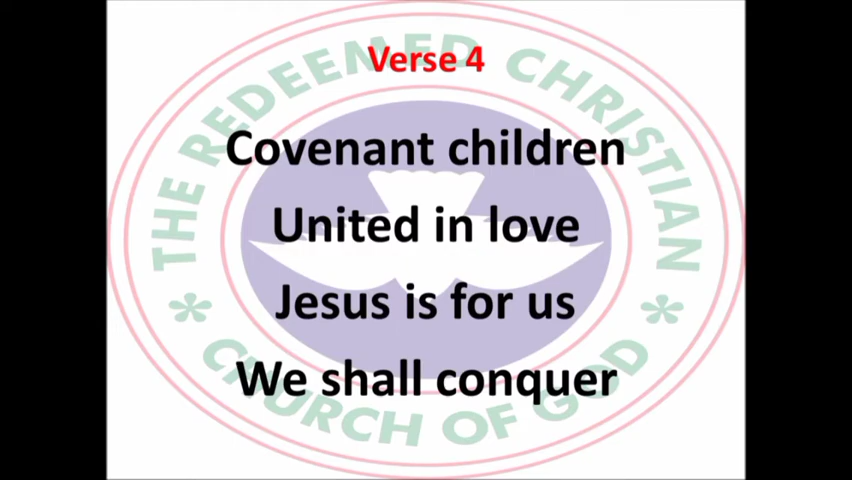 Verse 4
Covenant children
United in love
Jesus is for us
We shall conquer
THE REDEEMED CHRISTIAN
* CHURCH OF GOD *